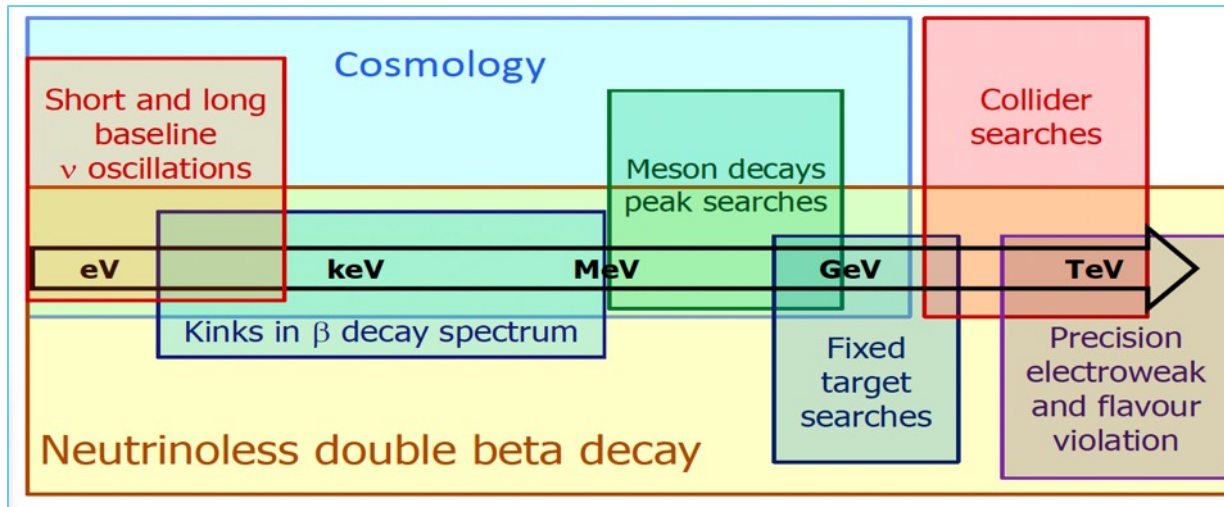 Cosmology
Short and long
baseline
ν oscillations
Collider
searches
Meson decays
peak searches
eV
keV
MeV
GeV
TeV
Kinks in β decay spectrum
Fixed
target
searches
Precision
electroweak
and flavour
violation
Neutrinoless double beta decay